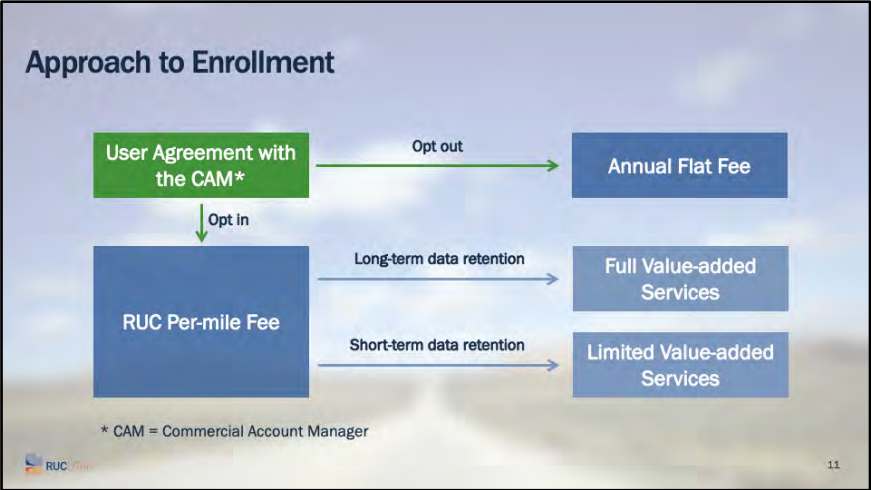 Approach to Enrollment
User Agreement with
the CAM*
Opt out
Annual Flat Fee
Opt in
Long-term data retention
Full Value-added
Services
RUC Per-mile Fee
Short-term data retention
Limited Value-added
Services
* CAM = Commercial Account Manager
RUC
11